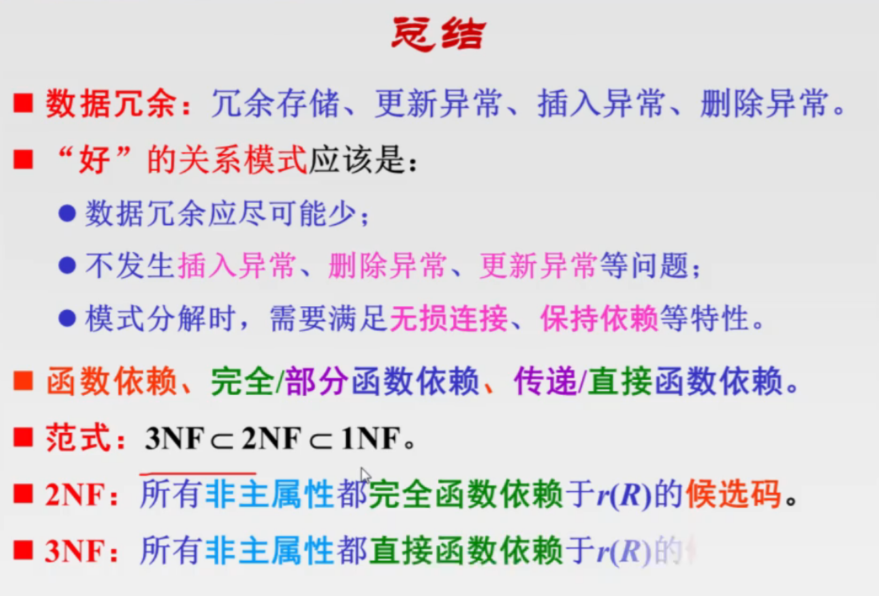 总结
数据冗余：冗余存储、更新异常、插入异常、删除异常。
“好”的关系模式应该是：
数据冗余应尽可能少；
不发生插入异常、删除异常、更新异常等问题；
模式分解时，需要满足无损连接、保持依赖等特性。
函数依赖、完全/部分函数依赖、传递/直接函数依赖。
范式：3NF⊂2NF⊂1NF。
2NF：所有非主属性都完全函数依赖于r(R)的候选码。
3NF：所有非主属性都直接函数依赖于r(R)的